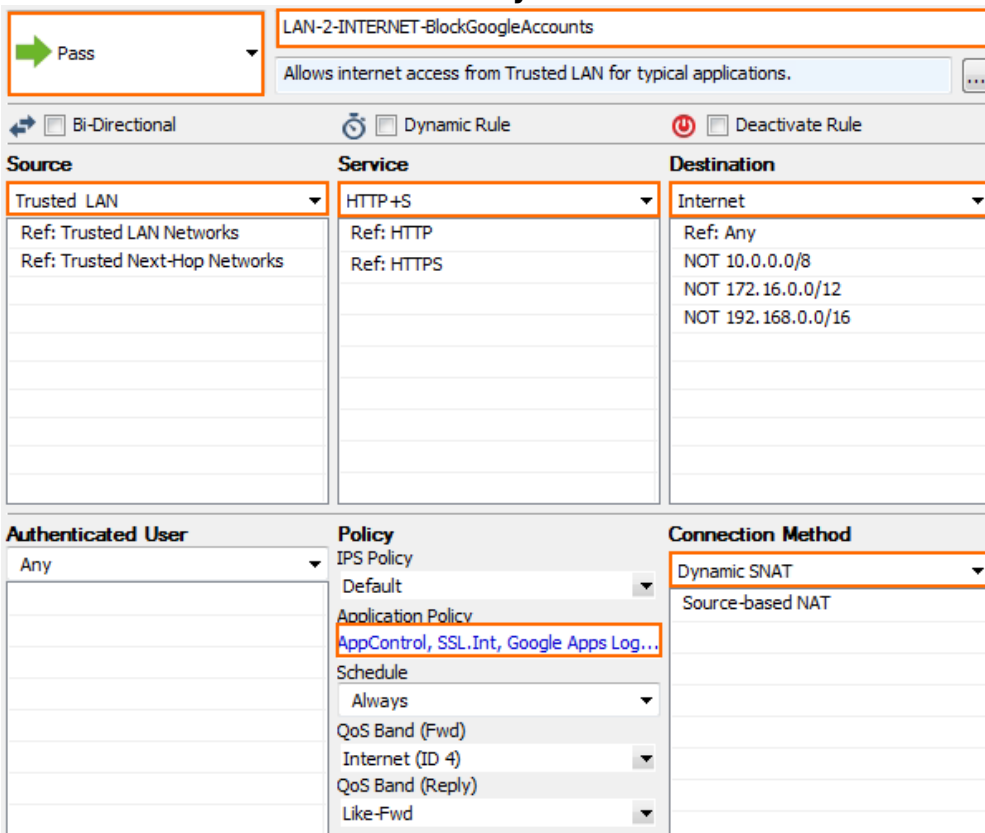 Pass
LAN-2-INTERNET-BlockGoogleAccounts
Allows internet access from Trusted LAN for typical applications.
...
Bi-Directional
Dynamic Rule
Deactivate Rule
Source
Service
Destination
Trusted LAN
HTTP+S
Internet
Ref: Trusted LAN Networks
Ref: HTTP
Ref: Any
Ref: Trusted Next-Hop Networks
Ref: HTTPS
NOT 10.0.0.0/8
NOT 172.16.0.0/12
NOT 192.168.0.0/16
Authenticated User
Policy
Connection Method
Any
IPS Policy
Default
Dynamic SNAT
Source-based NAT
Application Policy
AppControl, SSL.Int, Google Apps Log...
Schedule
Always
QoS Band (Fwd)
Internet (ID 4)
QoS Band (Reply)
Like-Fwd